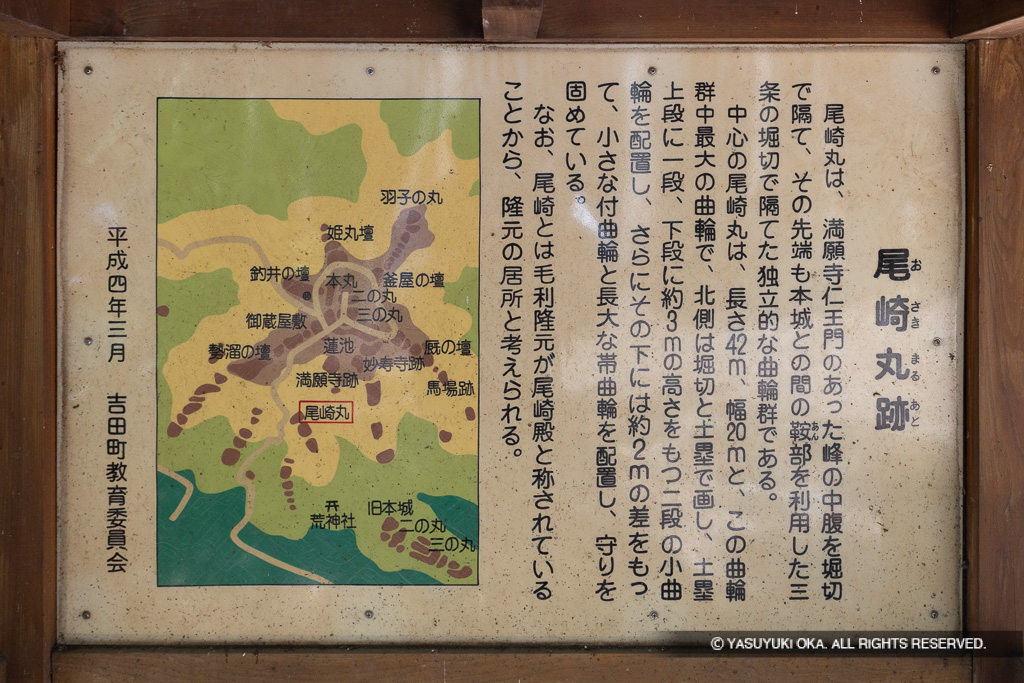 尾崎丸跡
お さき まる あと
尾崎丸は、満願寺仁王門のあった峰の中腹を堀切
で隔て、その先端も本城との間の鞍部を利用した三
あん
条の堀切で隔てた独立的な曲輪群である。
中心の尾崎丸は、長さ42m、幅20mと、この曲輪
群中最大の曲輪で、北側は堀切と土塁で画し、土塁
上段に一段、下段に約3mの高さをもつ二段の小曲
輪を配置し、さらにその下には約2mの差をもっ
て、小さな付曲輪と長大な帯曲輪を配置し、守りを
固めている。
なお、尾崎とは毛利隆元が尾崎殿と称されている
ことから、隆元の居所と考えられる。
羽子の丸
姫丸壇
釣井の壇
本丸
釜屋の壇
二の丸
三の丸
御蔵屋敷
勢溜の壇
蓮池
厩の壇
妙寿寺跡
満願寺跡
馬場跡
尾崎丸
荒神社
旧本城
二の丸
三の丸
平成四年三月 吉田町教育委員会
© YASUYUKI OKA. ALL RIGHTS RESERVED.